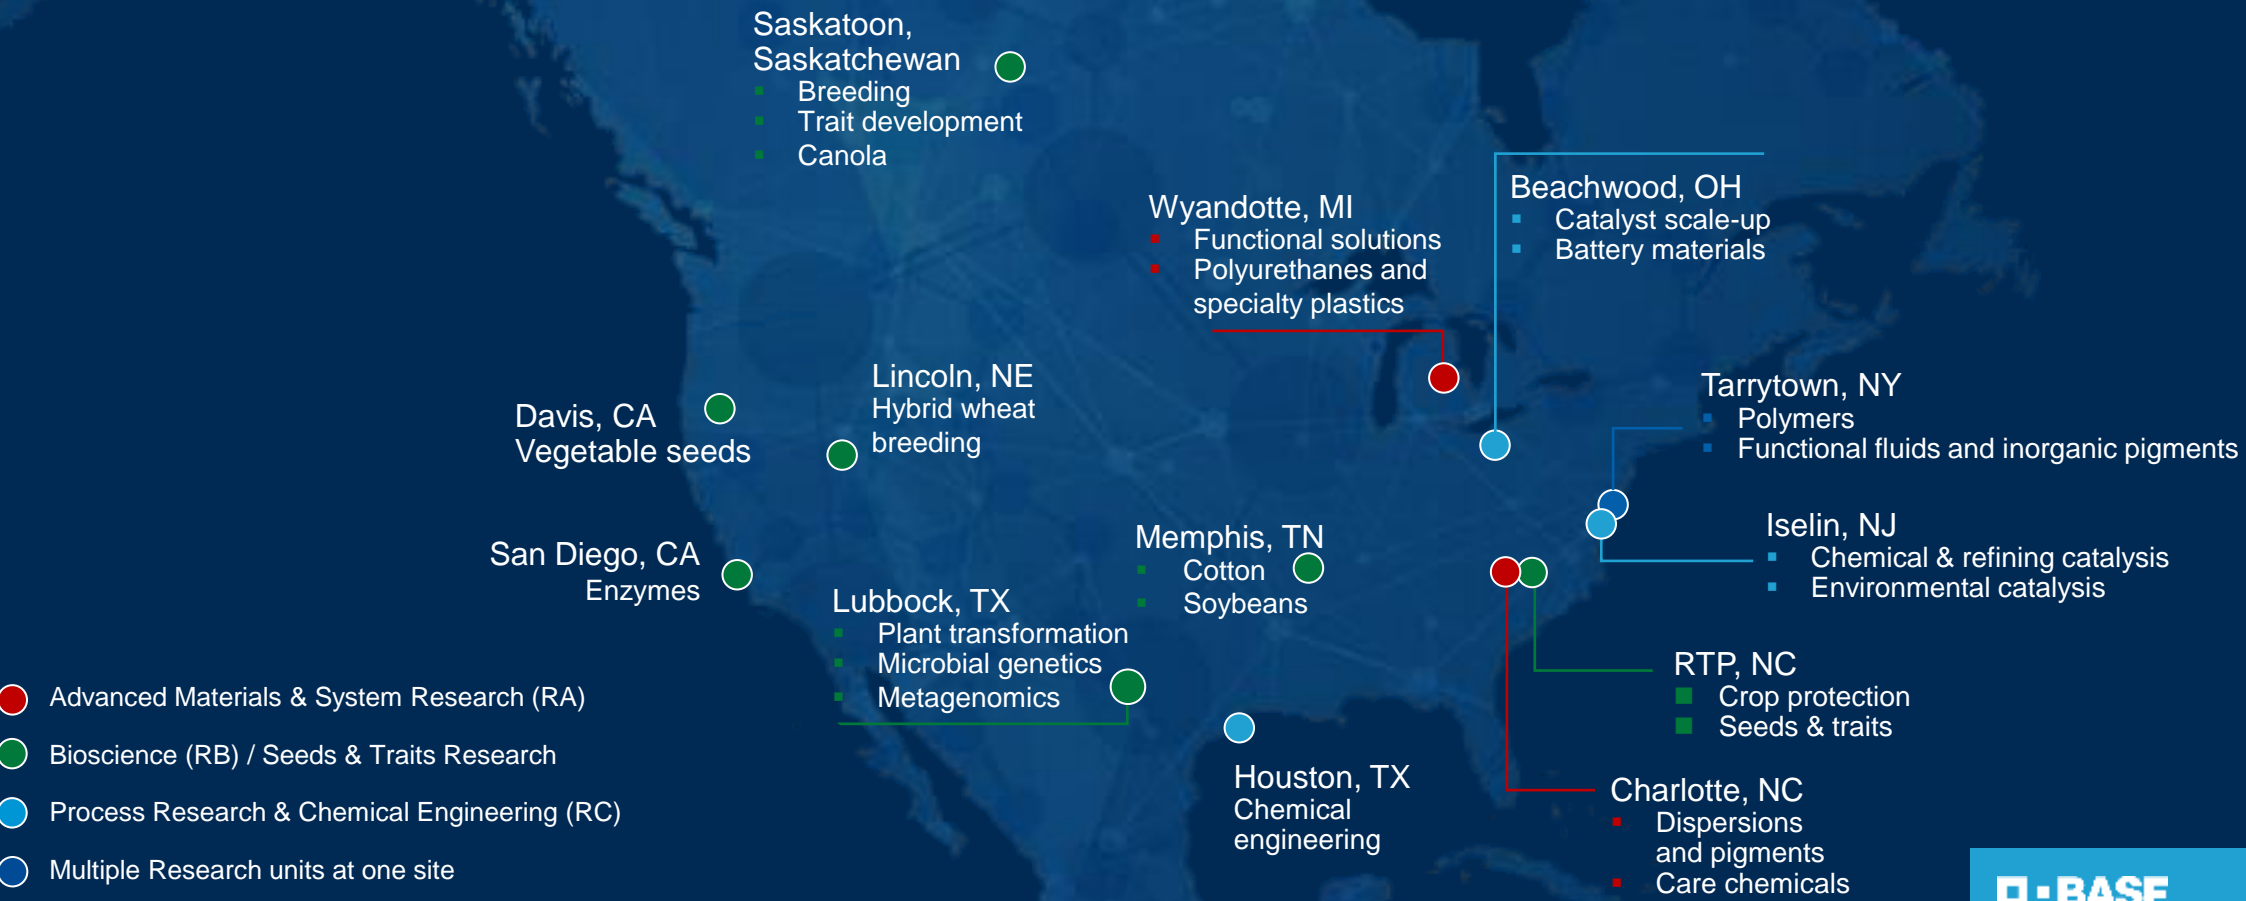 Saskatoon,
Saskatchewan
Breeding
Trait development
Canola
Wyandotte, MI
Functional solutions
Polyurethanes and
specialty plastics
Beachwood, OH
Catalyst scale-up
Battery materials
Davis, CA
Vegetable seeds
Lincoln, NE
Hybrid wheat
breeding
Tarrytown, NY
Polymers
Functional fluids and inorganic pigments
San Diego, CA
Enzymes
Memphis, TN
Cotton
Soybeans
Iselin, NJ
Chemical & refining catalysis
Environmental catalysis
Lubbock, TX
Plant transformation
Microbial genetics
Metagenomics
RTP, NC
Crop protection
Seeds & traits
Houston, TX
Chemical
engineering
Charlotte, NC
Dispersions
and pigments
Care chemicals
Advanced Materials & System Research (RA)
Bioscience (RB) / Seeds & Traits Research
Process Research & Chemical Engineering (RC)
Multiple Research units at one site
BASF